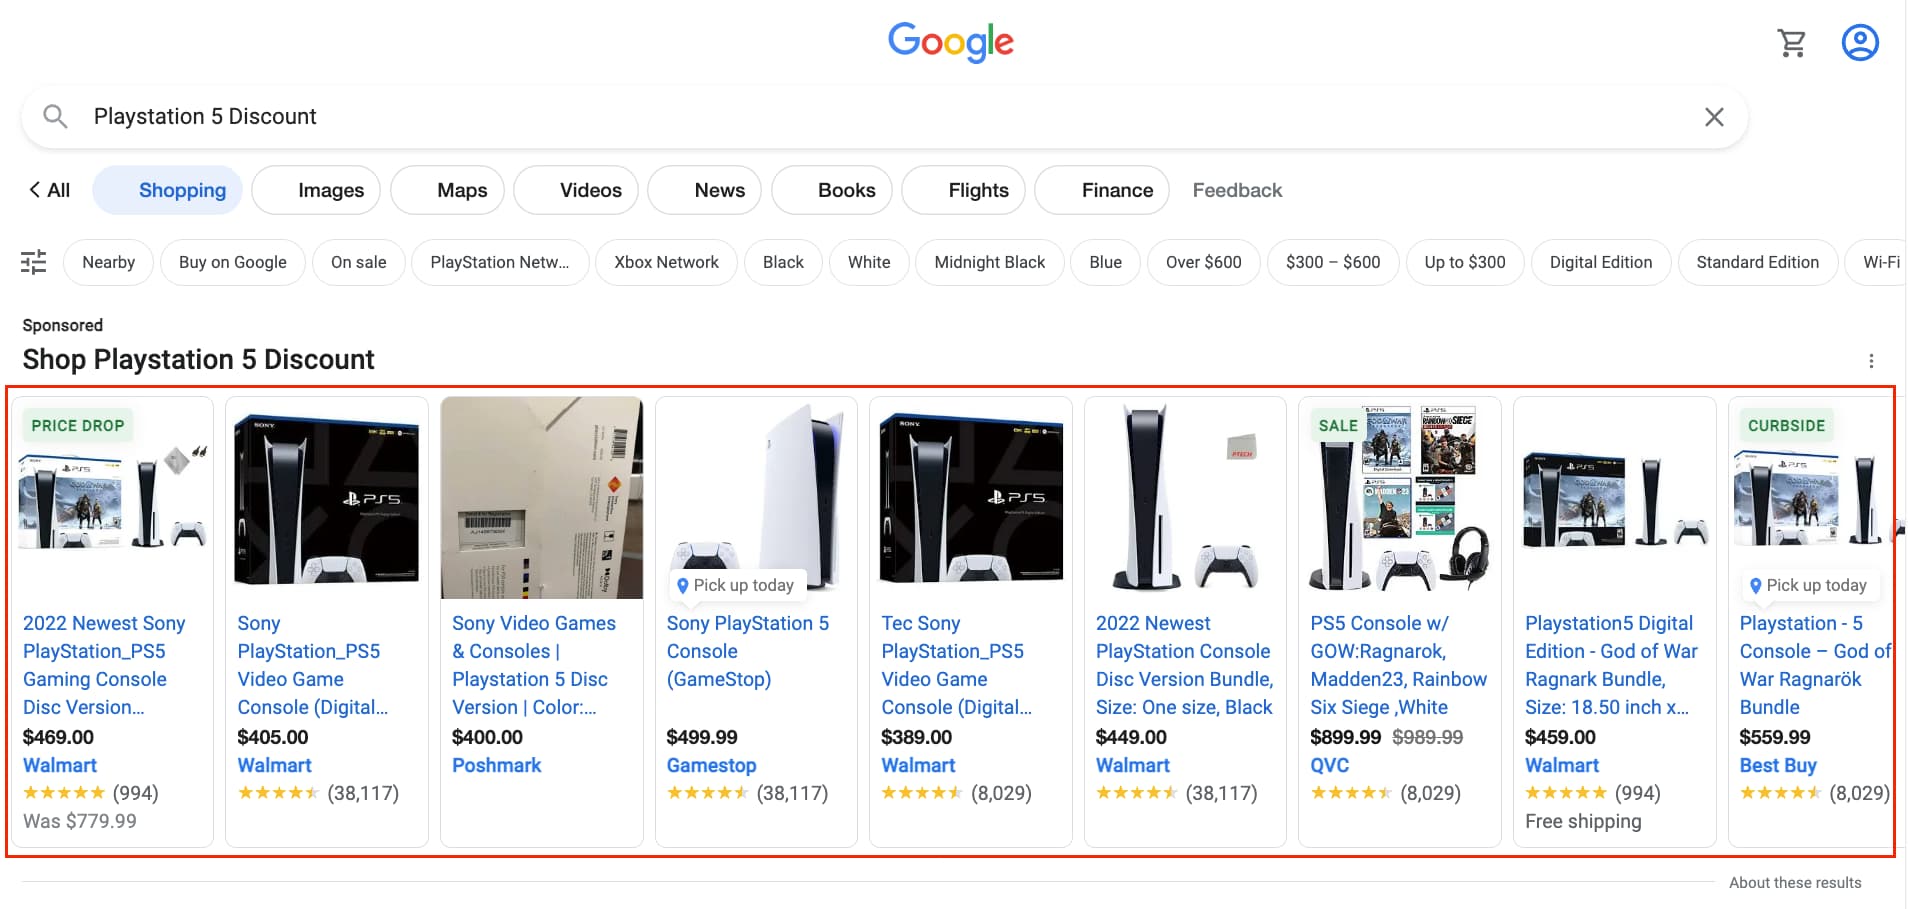 Google
Playstation 5 Discount
All
Shopping
Images
Maps
Videos
News
Books
Flights
Finance
Feedback
Nearby
Buy on Google
On sale
PlayStation Netw...
Xbox Network
Black
White
Midnight Black
Blue
Over $600
$300 – $600
Up to $300
Digital Edition
Standard Edition
Wi-Fi
Sponsored
Shop Playstation 5 Discount
PRICE DROP
PS5
2022 Newest Sony
PlayStation_PS5
Gaming Console
Disc Version...
$469.00
Walmart
(994)
Was $779.99
SONY
PS5
Sony
PlayStation_PS5
Video Game
Console (Digital...
$405.00
Walmart
(38,117)
Sony Video Games
& Consoles |
Playstation 5 Disc
Version | Color:...
$400.00
Poshmark
Pick up today
Sony PlayStation 5
Console
(GameStop)
$499.99
Gamestop
(38,117)
SONY
PS5
Tec Sony
PlayStation_PS5
Video Game
Console (Digital...
$389.00
Walmart
(8,029)
PTECH
2022 Newest
PlayStation Console
Disc Version Bundle,
Size: One size, Black
$449.00
Walmart
(38,117)
SALE
PS5 Console w/
GOW:Ragnarok,
Madden23, Rainbow
Six Siege ,White
$899.99 $989.99
QVC
(8,029)
PS5
Playstation5 Digital
Edition - God of War
Ragnark Bundle,
Size: 18.50 inch x...
$459.00
Walmart
(994)
Free shipping
CURBSIDE
PS5
Pick up today
Playstation - 5
Console – God of
War Ragnarök
Bundle
$559.99
Best Buy
(8,029)
About these results